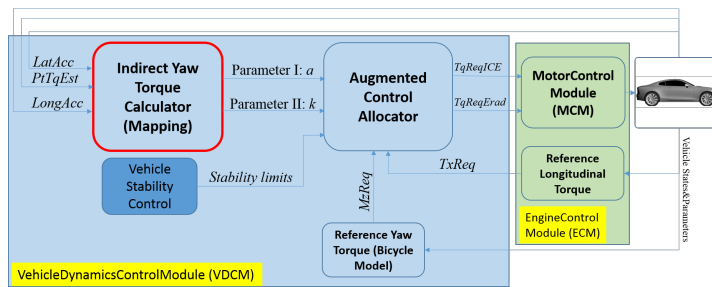 LatAcc
PtTqEst
LongAcc
Indirect Yaw
Torque
Calculator
(Mapping)
Parameter I: a
Parameter II: k
Augmented
Control
Allocator
TqReqICE
TqReqErad
MotorControl
Module
(MCM)
Vehicle
Stability
Control
Stability limits
MzReq
TxReq
Reference
Longitudinal
Torque
Vehicle States&Parameters
Reference Yaw
Torque (Bicycle
Model)
EngineControl
Module (ECM)
VehicleDynamicsControlModule (VDCM)